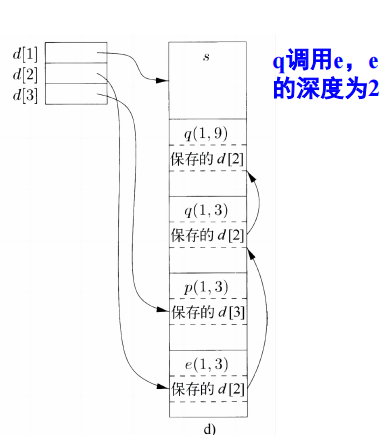 d[1]
d[2]
d[3]
s
q(1,9)
保存的 d[2]
q(1,3)
保存的 d[2]
p(1,3)
保存的 d[3]
e(1,3)
保存的 d[2]
d)
q调用e，e
的深度为2